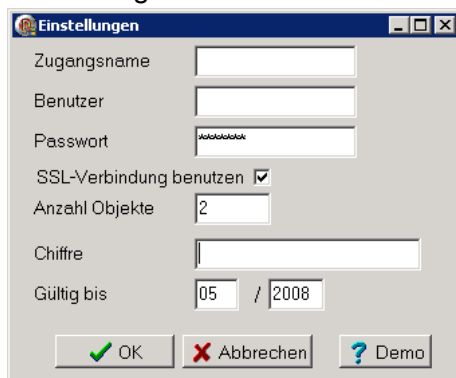 Einstellungen
Zugangsname
Benutzer
Passwort *******
SSL-Verbindung benutzen
Anzahl Objekte 2
Chiffre
Gültig bis 05 / 2008
OK Abbrechen ? Demo